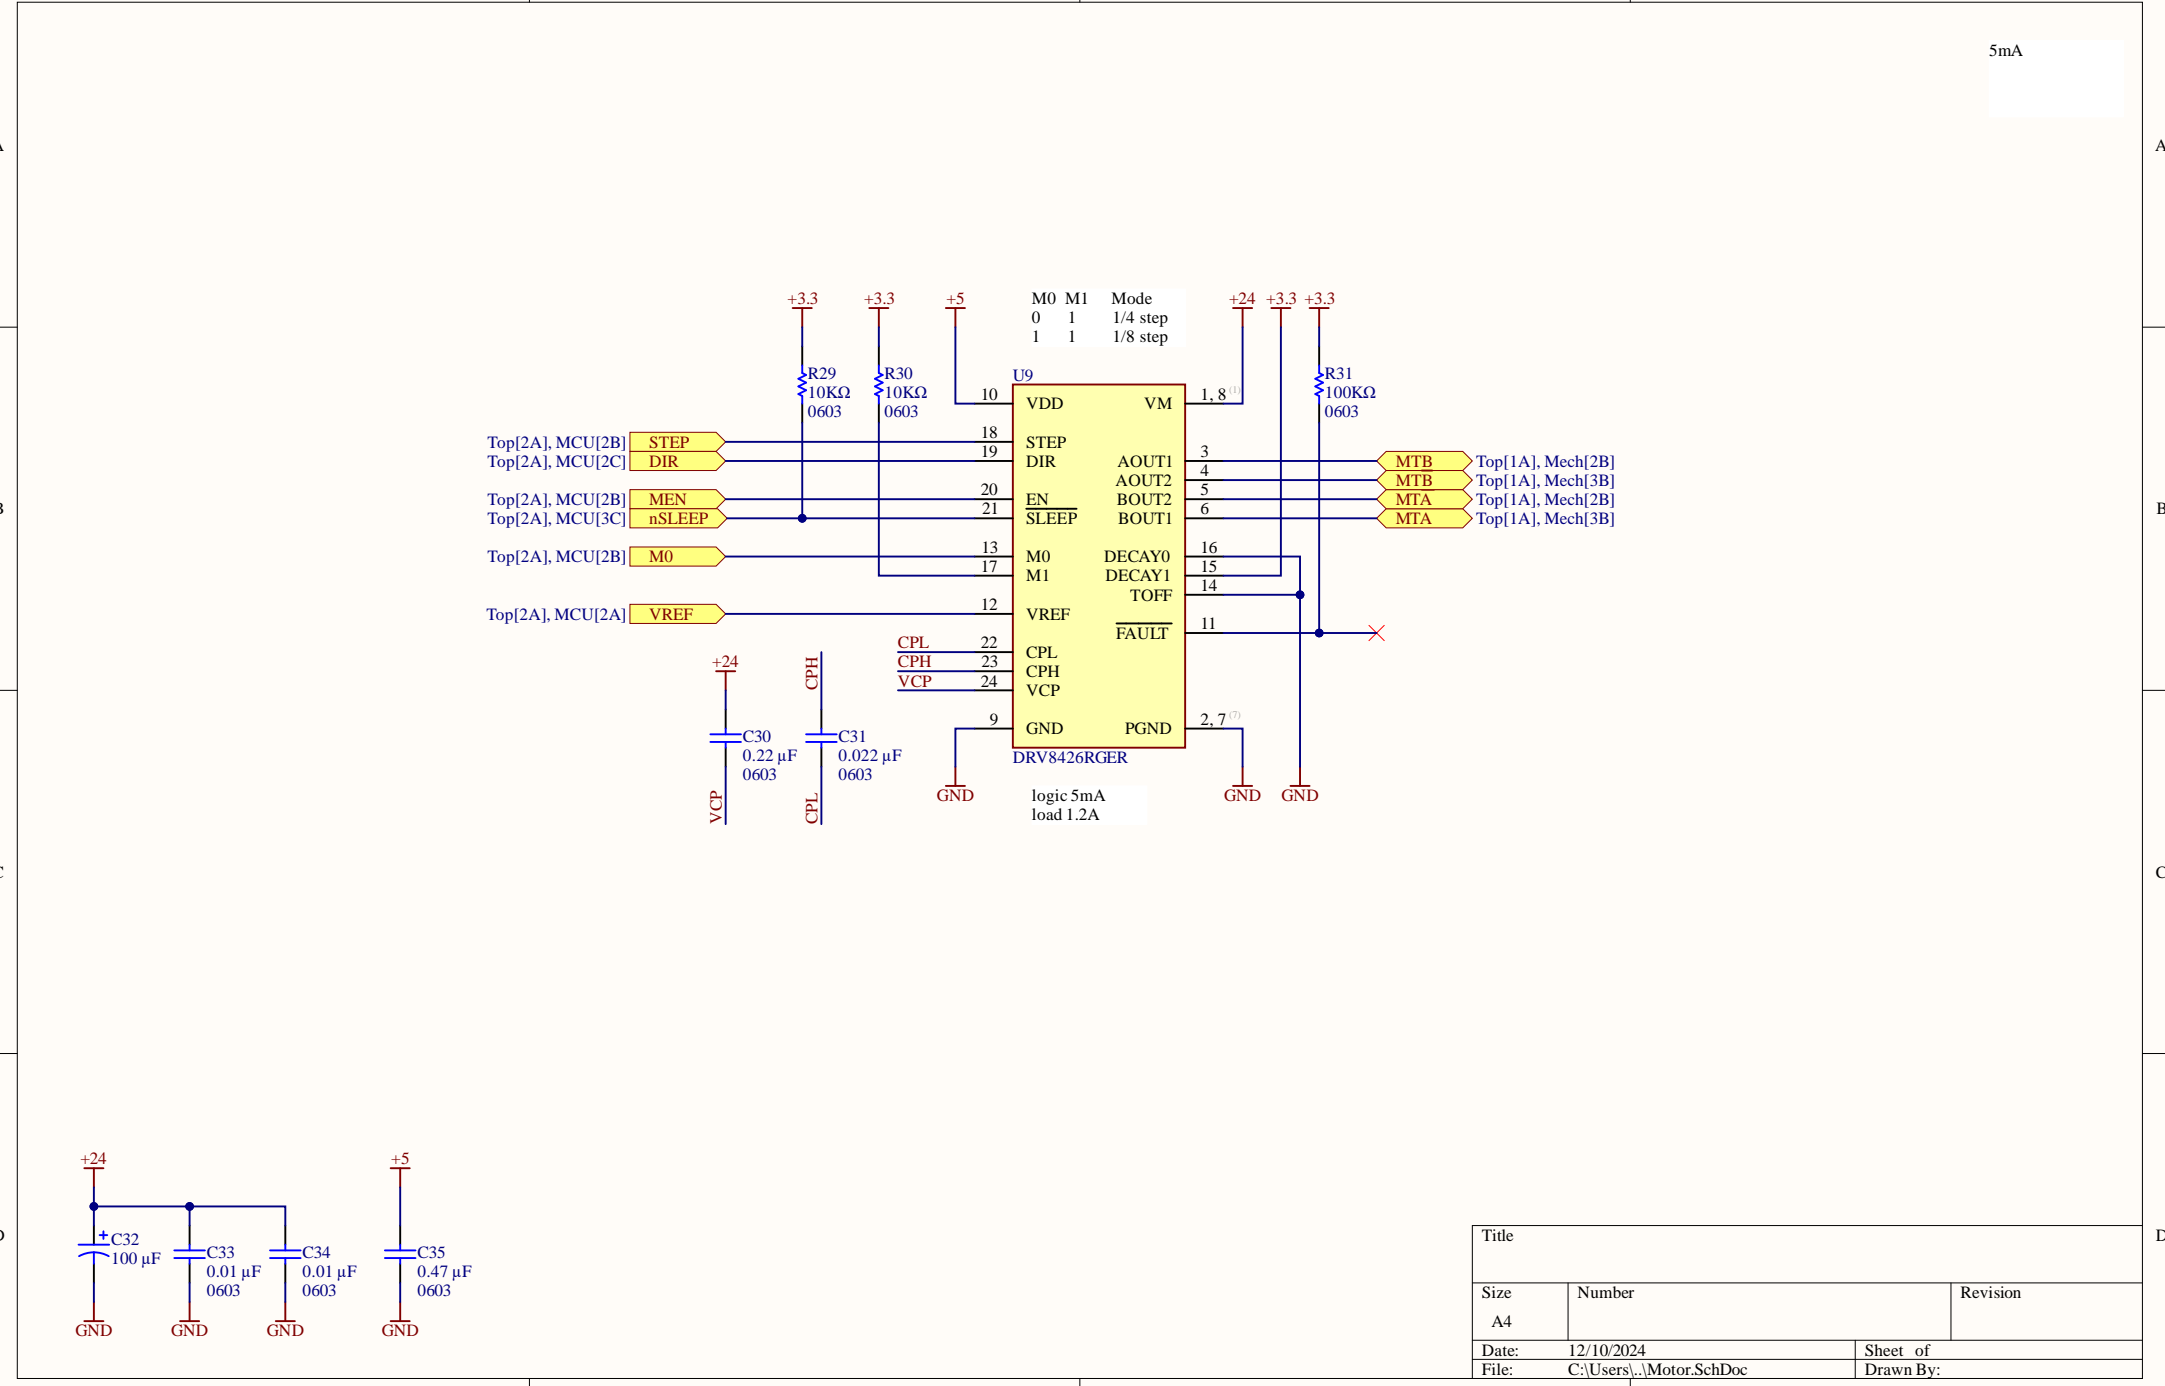 5mA
A
A
+3.3
+3.3
+5
M0 M1 Mode
0 1 1/4 step
1 1 1/8 step
+24
+3.3
+3.3
R29
10KΩ
0603
R30
10KΩ
0603
U9
R31
100KΩ
0603
10 VDD
VM 1, 8 (1)
Top[2A], MCU[2B] STEP 18 STEP
Top[2A], MCU[2C] DIR 19 DIR
Top[2A], MCU[2B] MEN 20 EN
Top[2A], MCU[3C] nSLEEP 21 SLEEP
Top[2A], MCU[2B] M0 13 M0
17 M1
Top[2A], MCU[2A] VREF 12 VREF
CPL 22 CPL
CPH 23 CPH
VCP 24 VCP
9 GND
AOUT1 3 MTB Top[1A], Mech[2B]
AOUT2 4 MTB Top[1A], Mech[3B]
BOUT2 5 MTA Top[1A], Mech[2B]
BOUT1 6 MTA Top[1A], Mech[3B]
DECAY0 16
DECAY1 15
TOFF 14
FAULT 11
PGND 2, 7 (7)
B
B
DRV8426RGER
+24
C30
0.22 µF
0603
VCP
CPH
C31
0.022 µF
0603
CPL
GND
GND
GND
logic 5mA
load 1.2A
C
C
+24
+5
+ C32
100 µF
C33
0.01 µF
0603
C34
0.01 µF
0603
C35
0.47 µF
0603
GND
GND
GND
GND
D
D
Title
Size
A4
Number
Revision
Date: 12/10/2024
Sheet of
File: C:\Users\..\Motor.SchDoc
Drawn By: